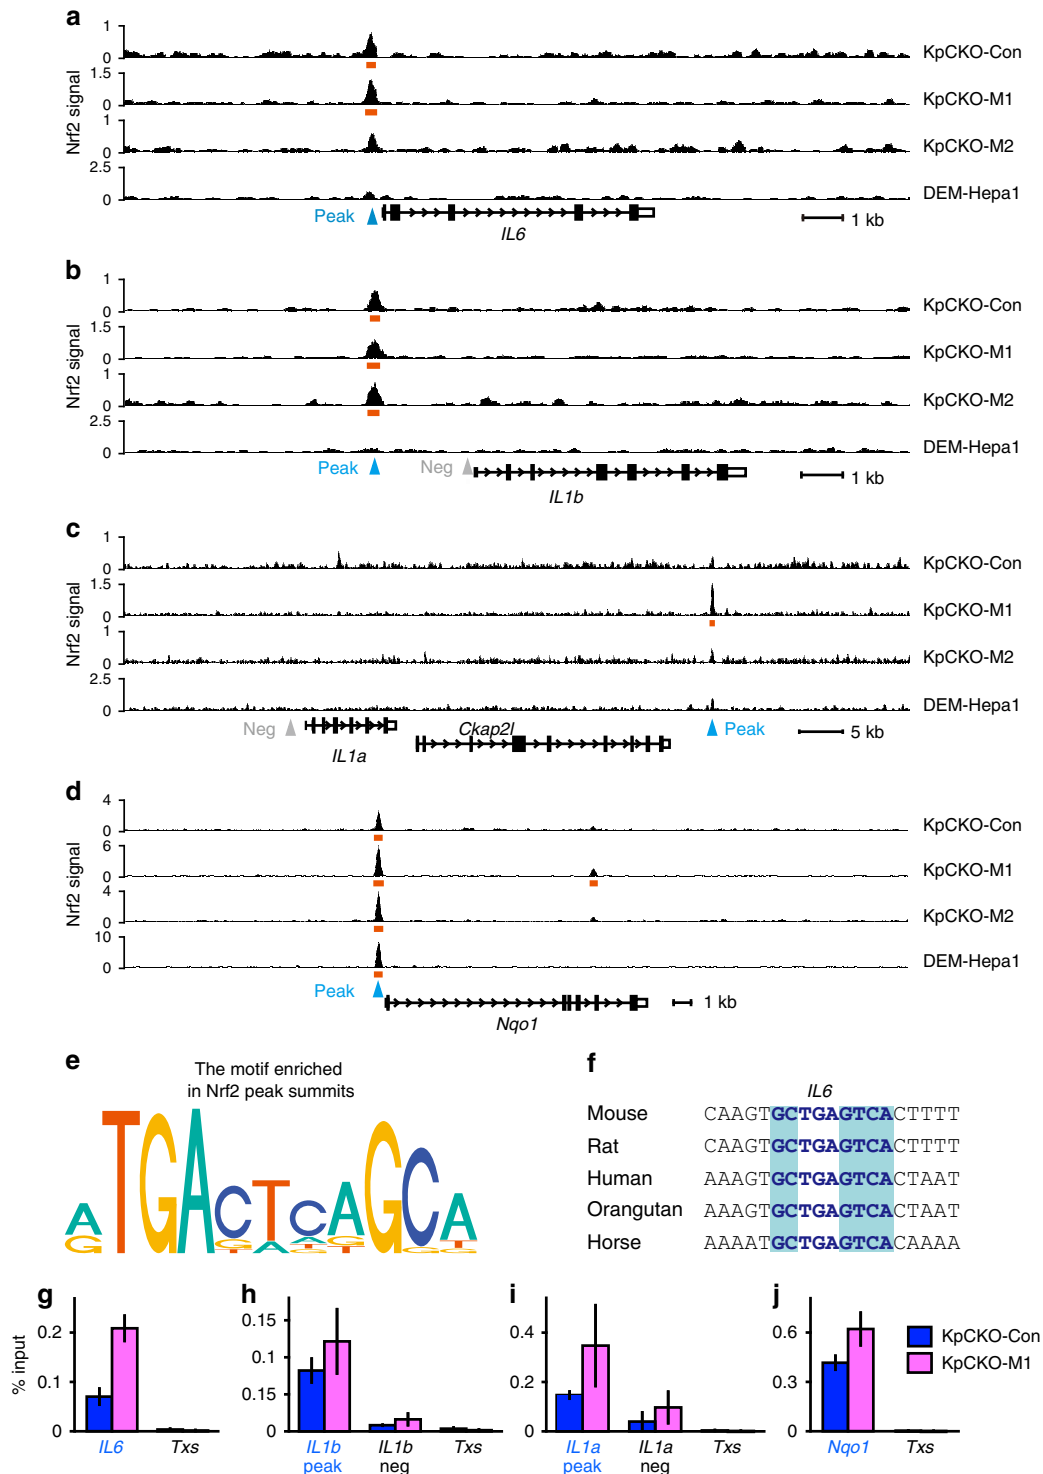 a
Nrf2 signal
1
0
KpCKO-Con
1.5
0
KpCKO-M1
1
0
KpCKO-M2
2.5
0
DEM-Hepa1
Peak
IL6
1 kb
b
Nrf2 signal
1
0
KpCKO-Con
1.5
0
KpCKO-M1
1
0
KpCKO-M2
2.5
0
DEM-Hepa1
Peak
Neg
IL1b
1 kb
c
Nrf2 signal
1
0
KpCKO-Con
1.5
0
KpCKO-M1
1
0
KpCKO-M2
2.5
0
DEM-Hepa1
Neg
IL1a
Ckap2l
Peak
5 kb
d
Nrf2 signal
4
0
KpCKO-Con
6
0
KpCKO-M1
4
0
KpCKO-M2
10
0
DEM-Hepa1
Peak
Nqo1
1 kb
e
The motif enriched
in Nrf2 peak summits
ATGACTCAGCA
f
IL6
Mouse CAAGTGCTGAGTCACTTTT
Rat CAAGTGCTGAGTCACTTTT
Human AAAGTGCTGAGTCACTAAT
Orangutan AAAGTGCTGAGTCACTAAT
Horse AAAATGCTGAGTCACAAAA
g
% input
0.2
0.1
0
IL6
Txs
h
0.15
0.1
0.15
0
IL1b
peak
IL1b
neg
Txs
i
0.4
0.2
0
IL1a
peak
IL1a
neg
Txs
j
0.6
0.3
0
Nqo1
Txs
KpCKO-Con
KpCKO-M1